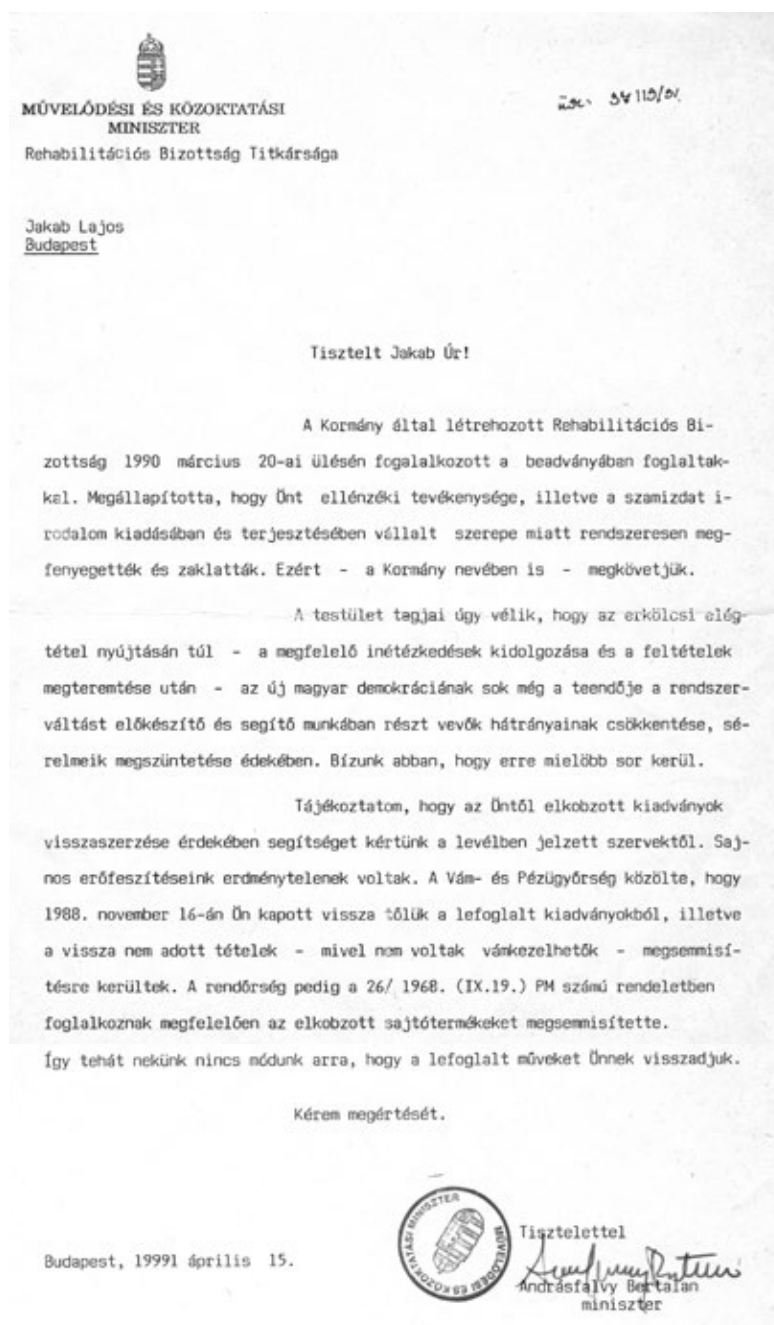 MŰVELŐDÉSI ÉS KÖZOKTATÁSI
MINISZTER
Rehabilitációs Bizottság Titkársága
Jakab Lajos
Budapest
Tisztelt Jakab Úr!
A Kormány által létrehozott Rehabilitációs Bi-
zottság 1990 március 20-ai ülésén fogalalkozott a beadványában foglaltak-
kal. Megállapította, hogy Önt ellénzéki tevékenysége, illetve a szamizdat i-
rodalom kiadásában és terjesztésében vállalt szerepe miatt rendszeresen meg-
fenyegették és zaklatták. Ezért - a Kormány nevében is - megkövetjük.
A testület tagjai úgy vélik, hogy az erkölcsi elég-
tétel nyújtásán túl - a megfelelő inétézkedések kidolgozása és a feltételek
megteremtése után - az új magyar demokráciának sok még a teendője a rendszer-
váltást előkészítő és segítő munkában részt vevők hátrányainak csökkentése, sé-
relmeik megszüntetése édekében. Bízunk abban, hogy erre mielöbb sor kerül.
Tájékoztatom, hogy az Öntől elkobzott kiadványok
visszaszerzése érdekében segítséget kértünk a levélben jelzett szervektől. Saj-
nos erőfeszítéseink erdménytelenek voltak. A Vám- és Pézügyőrség közölte, hogy
1988. november 16-án Ön kapott vissza tőlük a lefoglalt kiadványokból, illetve
a vissza nem adott tételek - mivel nem voltak vámkezelhetők - megsemmisí-
tésre kerültek. A rendőrség pedig a 26/ 1968. (IX.19.) PM számú rendeletben
foglalkoznak megfelelően az elkobzott sajtótermékeket megsemmisítette.
Így tehát nekünk nincs módunk arra, hogy a lefoglalt műveket Önnek visszadjuk.
Kérem megértését.
MŰVELŐDÉSI ÉS KÖZOKTATÁSI MINISZTER
Tisztelettel
Budapest, 19991 április 15.
Andrásfalvy Bertalan
miniszter